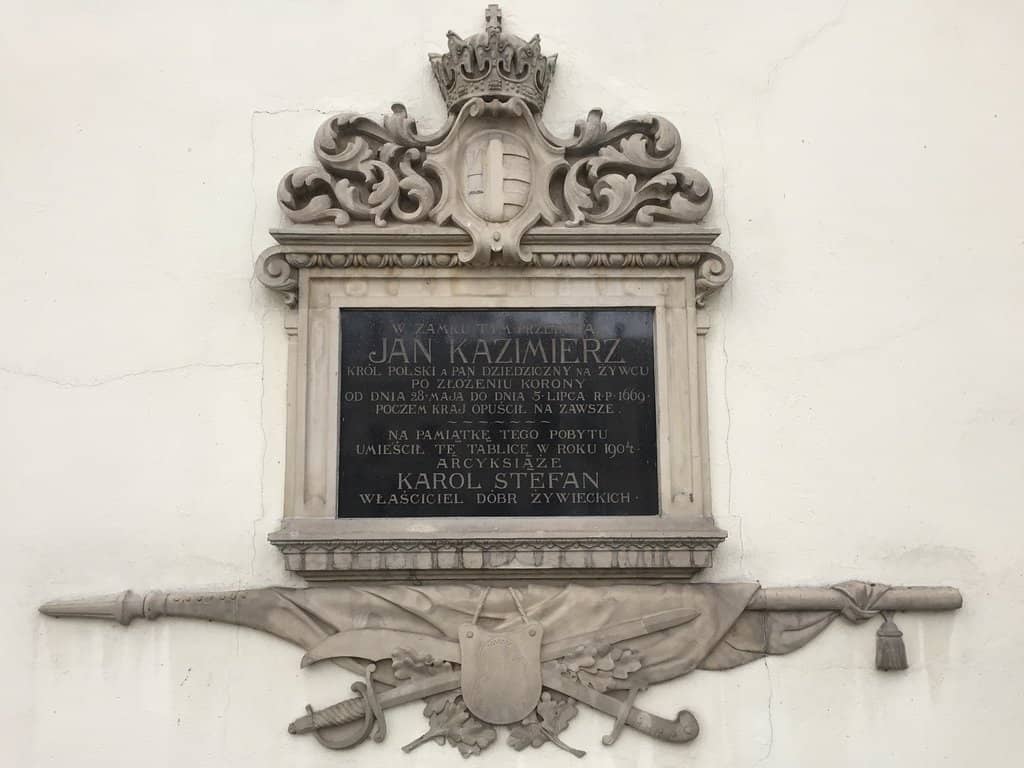 W ZAMKU TYM PRZEBYWAŁ
JAN KAZIMIERZ
KRÓL POLSKI A PAN DZIEDZICZNY NA ŻYWCU
PO ZŁOŻENIU KORONY
OD DNIA 28·MAJA DO DNIA 5·LIPCA R·P·1669·
POCZEM KRAJ OPUŚCIŁ NA ZAWSZE·
NA PAMIĄTKĘ TEGO POBYTU
UMIEŚCIŁ TĘ TABLICĘ W ROKU 1904·
ARCYKSIĄŻE
KAROL STEFAN
WŁAŚCICIEL DÓBR ŻYWIECKICH·